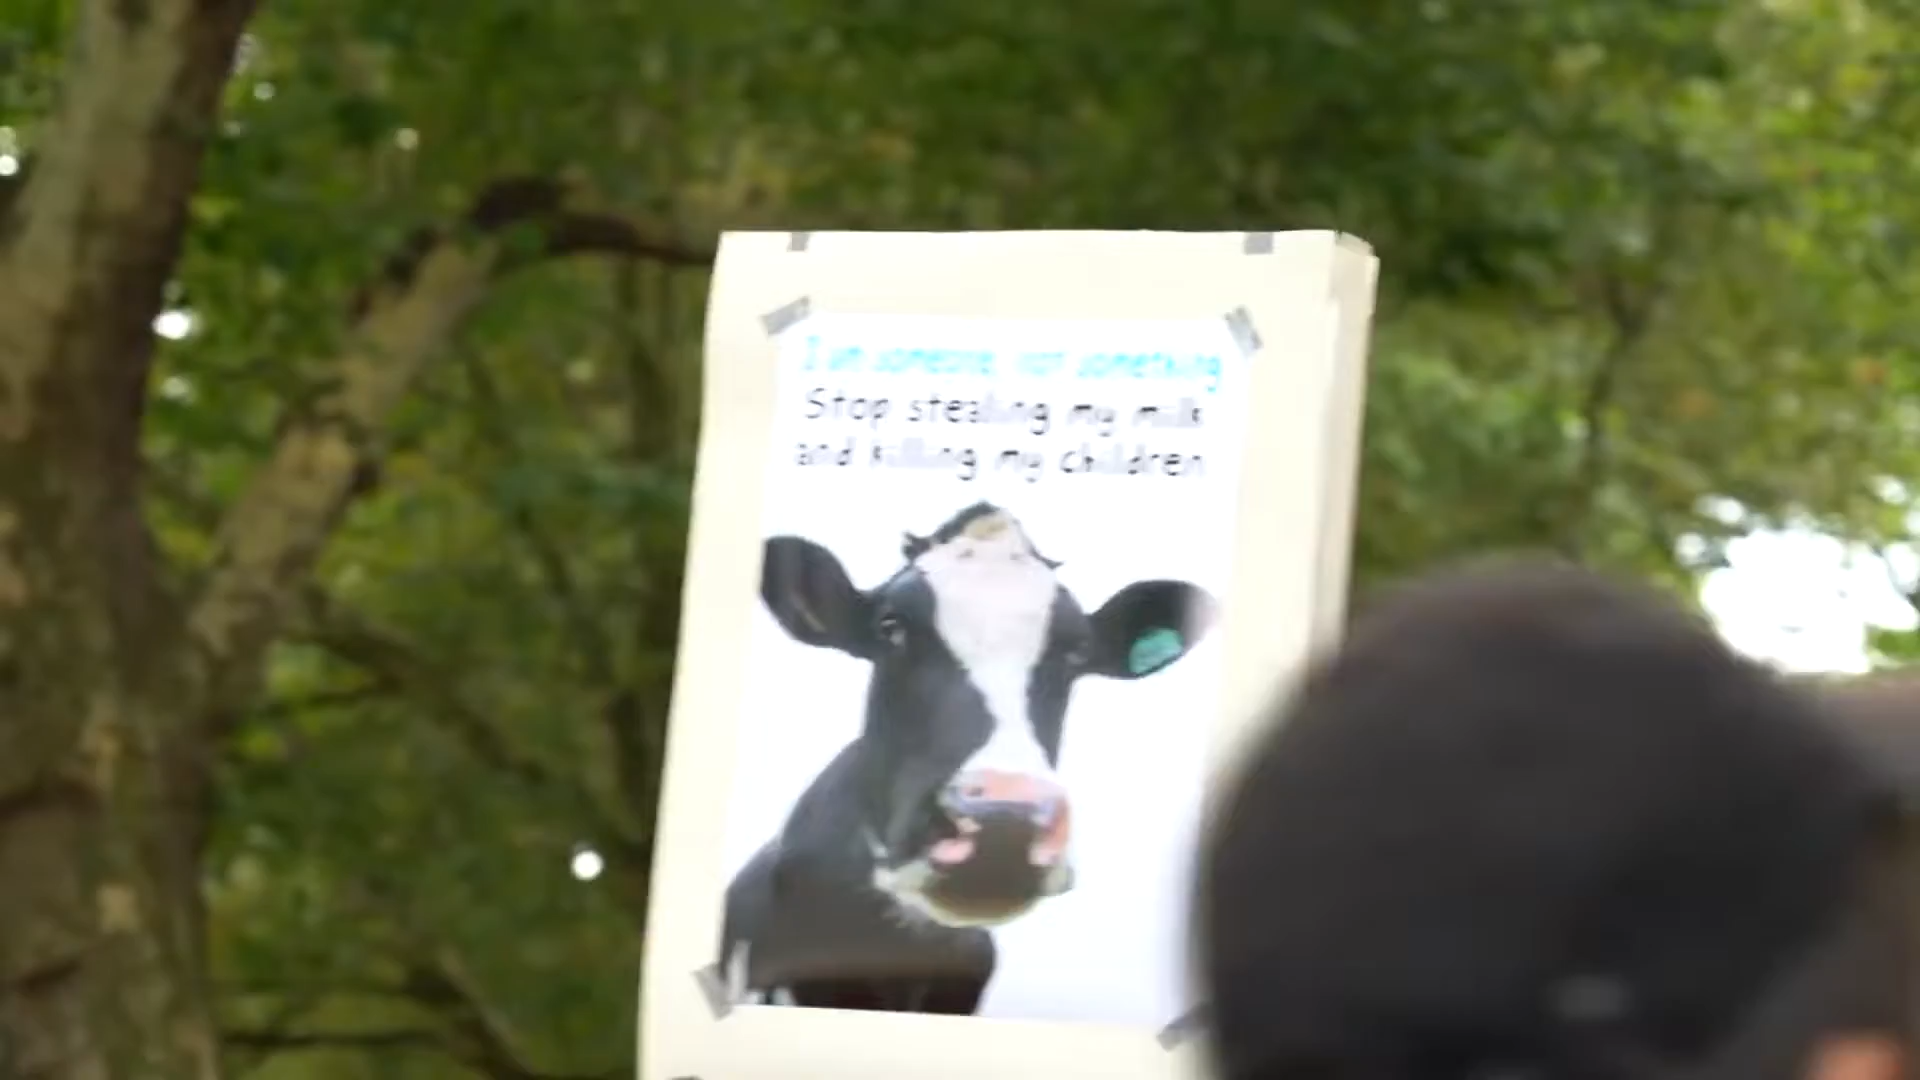 I am someone, not something
Stop stealing my milk
and killing my children